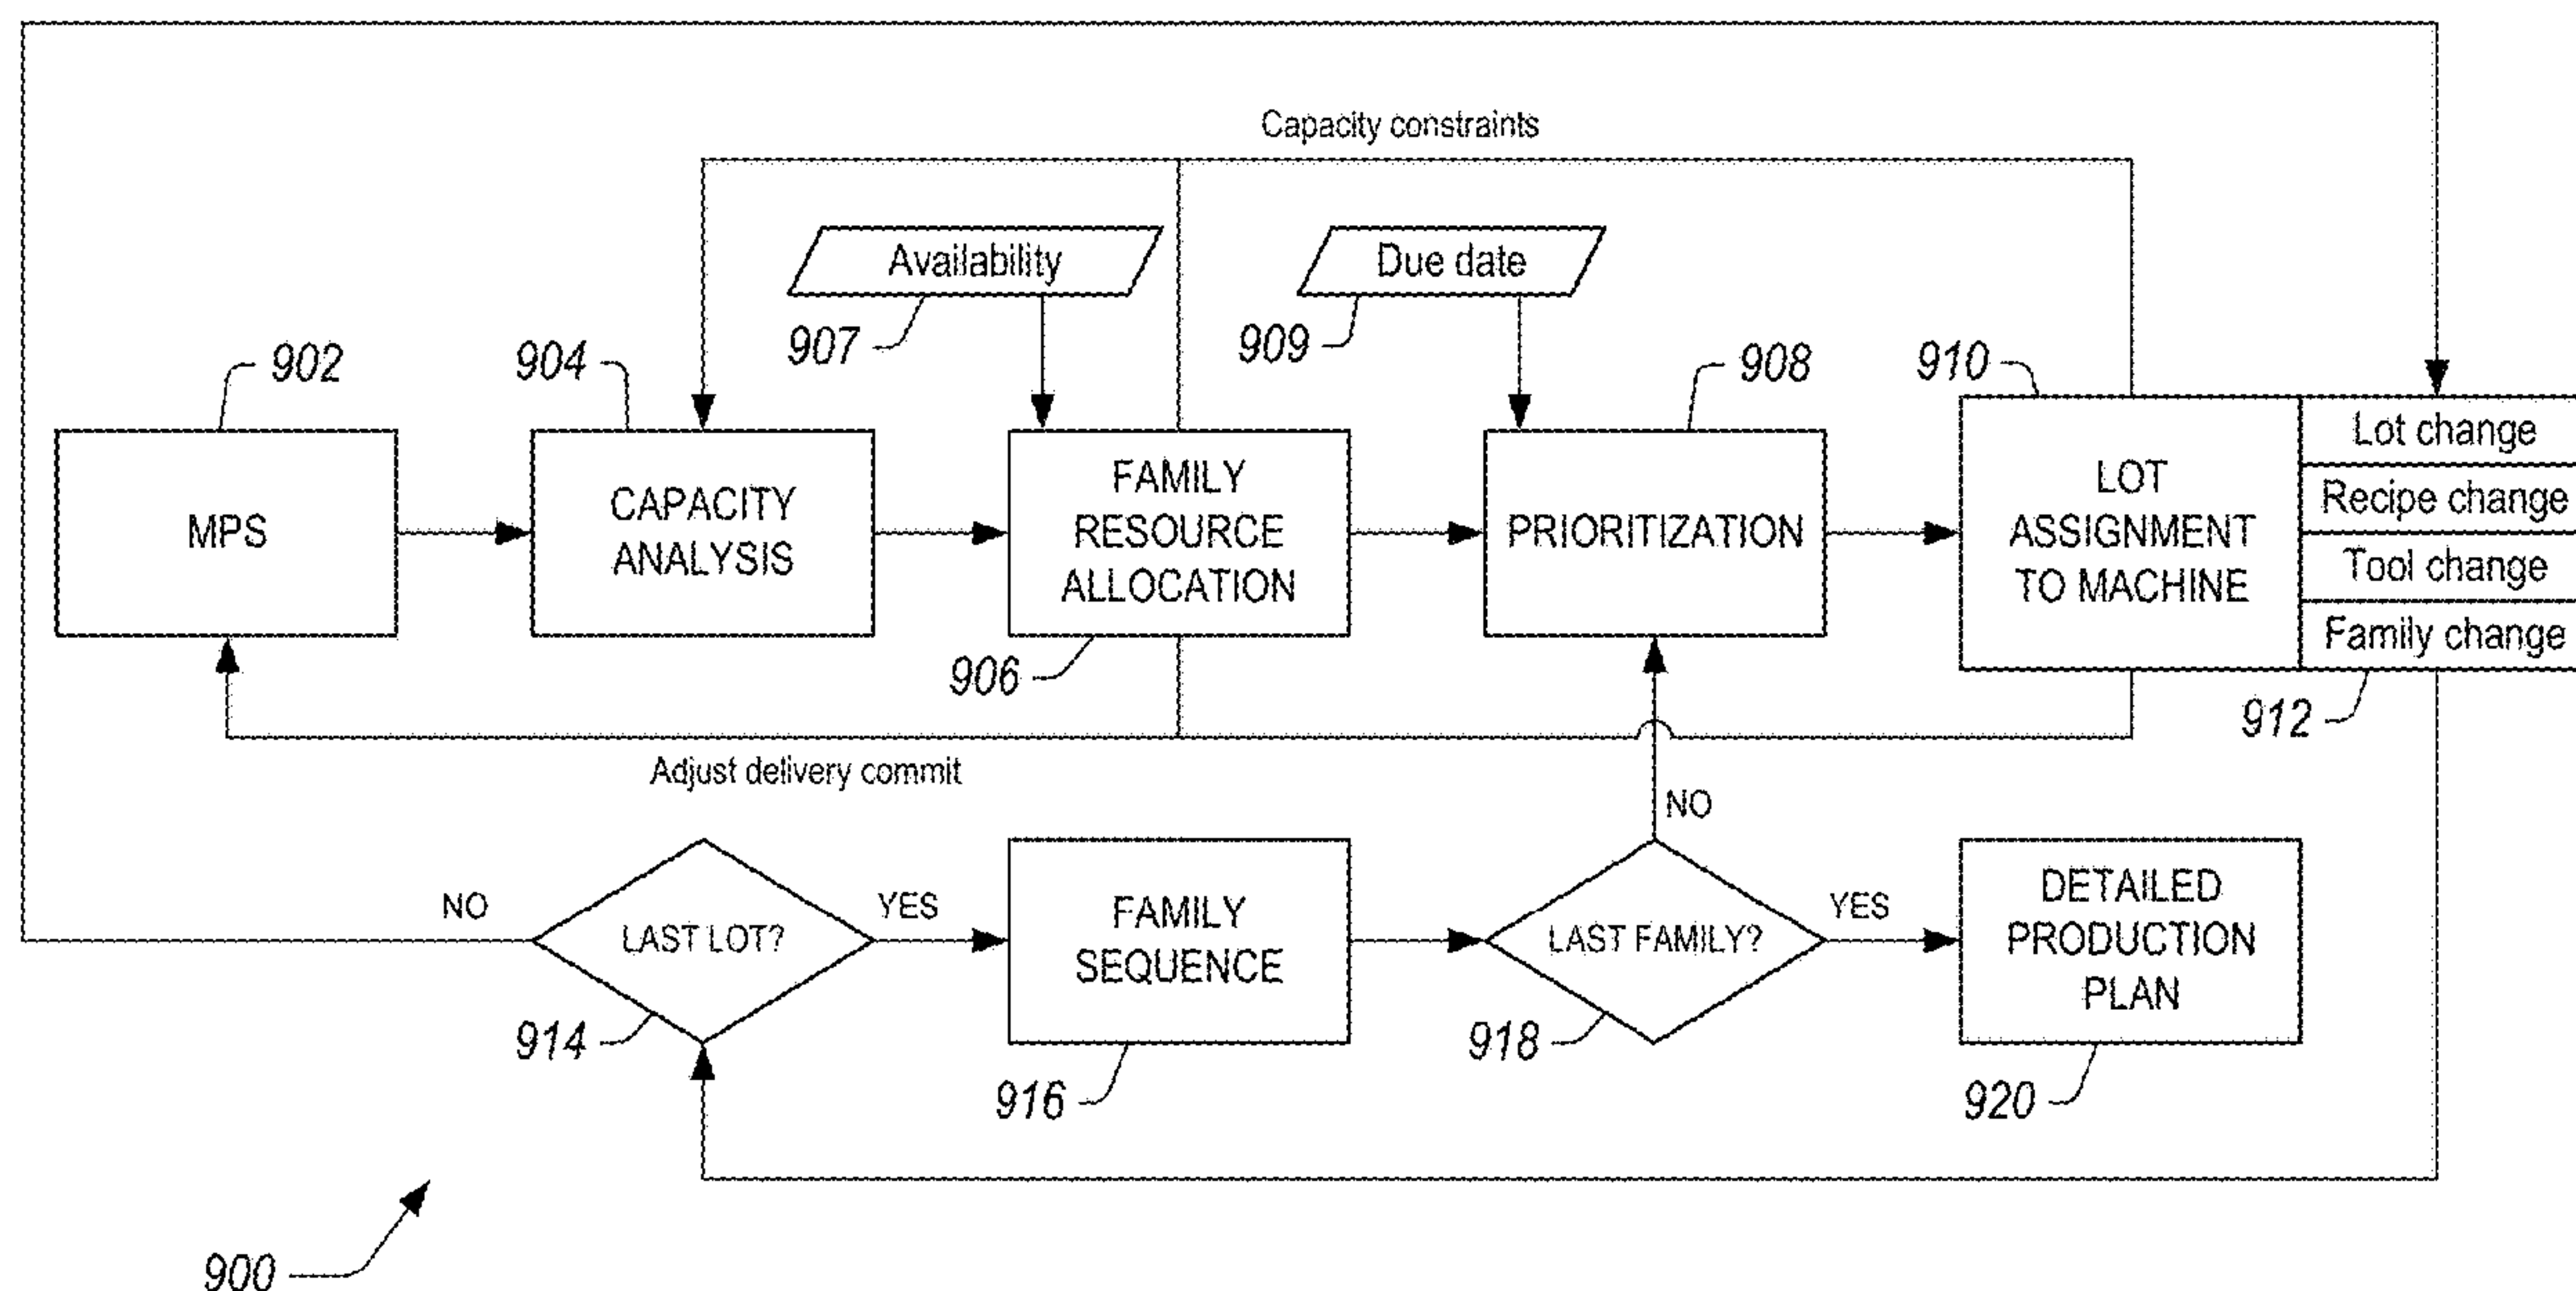 Capacity constraints
Availability
Due date
907
909
902
904
908
910
MPS
CAPACITY
ANALYSIS
FAMILY
RESOURCE
ALLOCATION
PRIORITIZATION
LOT
ASSIGNMENT
TO MACHINE
Lot change
Recipe change
Tool change
Family change
906
912
Adjust delivery commit
NO
NO
LAST LOT?
YES
FAMILY
SEQUENCE
LAST FAMILY?
YES
DETAILED
PRODUCTION
PLAN
914
916
918
920
900